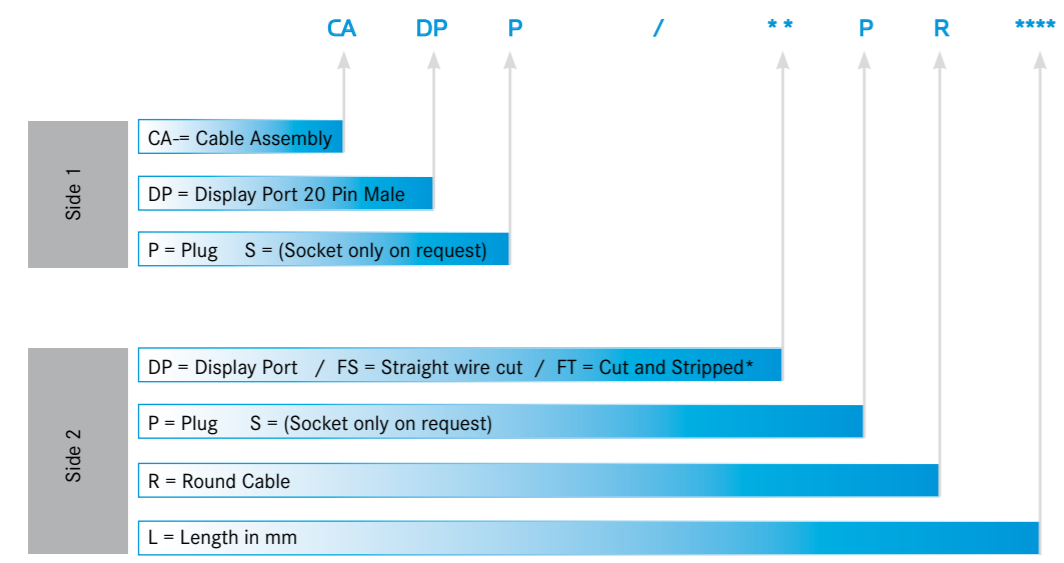 CA DP P / ** P R ****
Side 1
CA-= Cable Assembly
DP = Display Port 20 Pin Male
P = Plug S = (Socket only on request)
Side 2
DP = Display Port / FS = Straight wire cut / FT = Cut and Stripped*
P = Plug S = (Socket only on request)
R = Round Cable
L = Length in mm